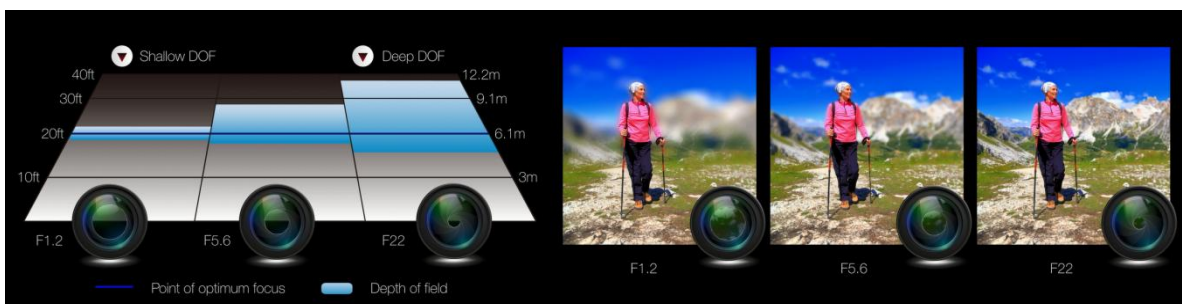 Shallow DOF
Deep DOF
40ft
12.2m
30ft
9.1m
20ft
6.1m
10ft
3m
F1.2
F5.6
F22
Point of optimum focus
Depth of field
F1.2
F5.6
F22